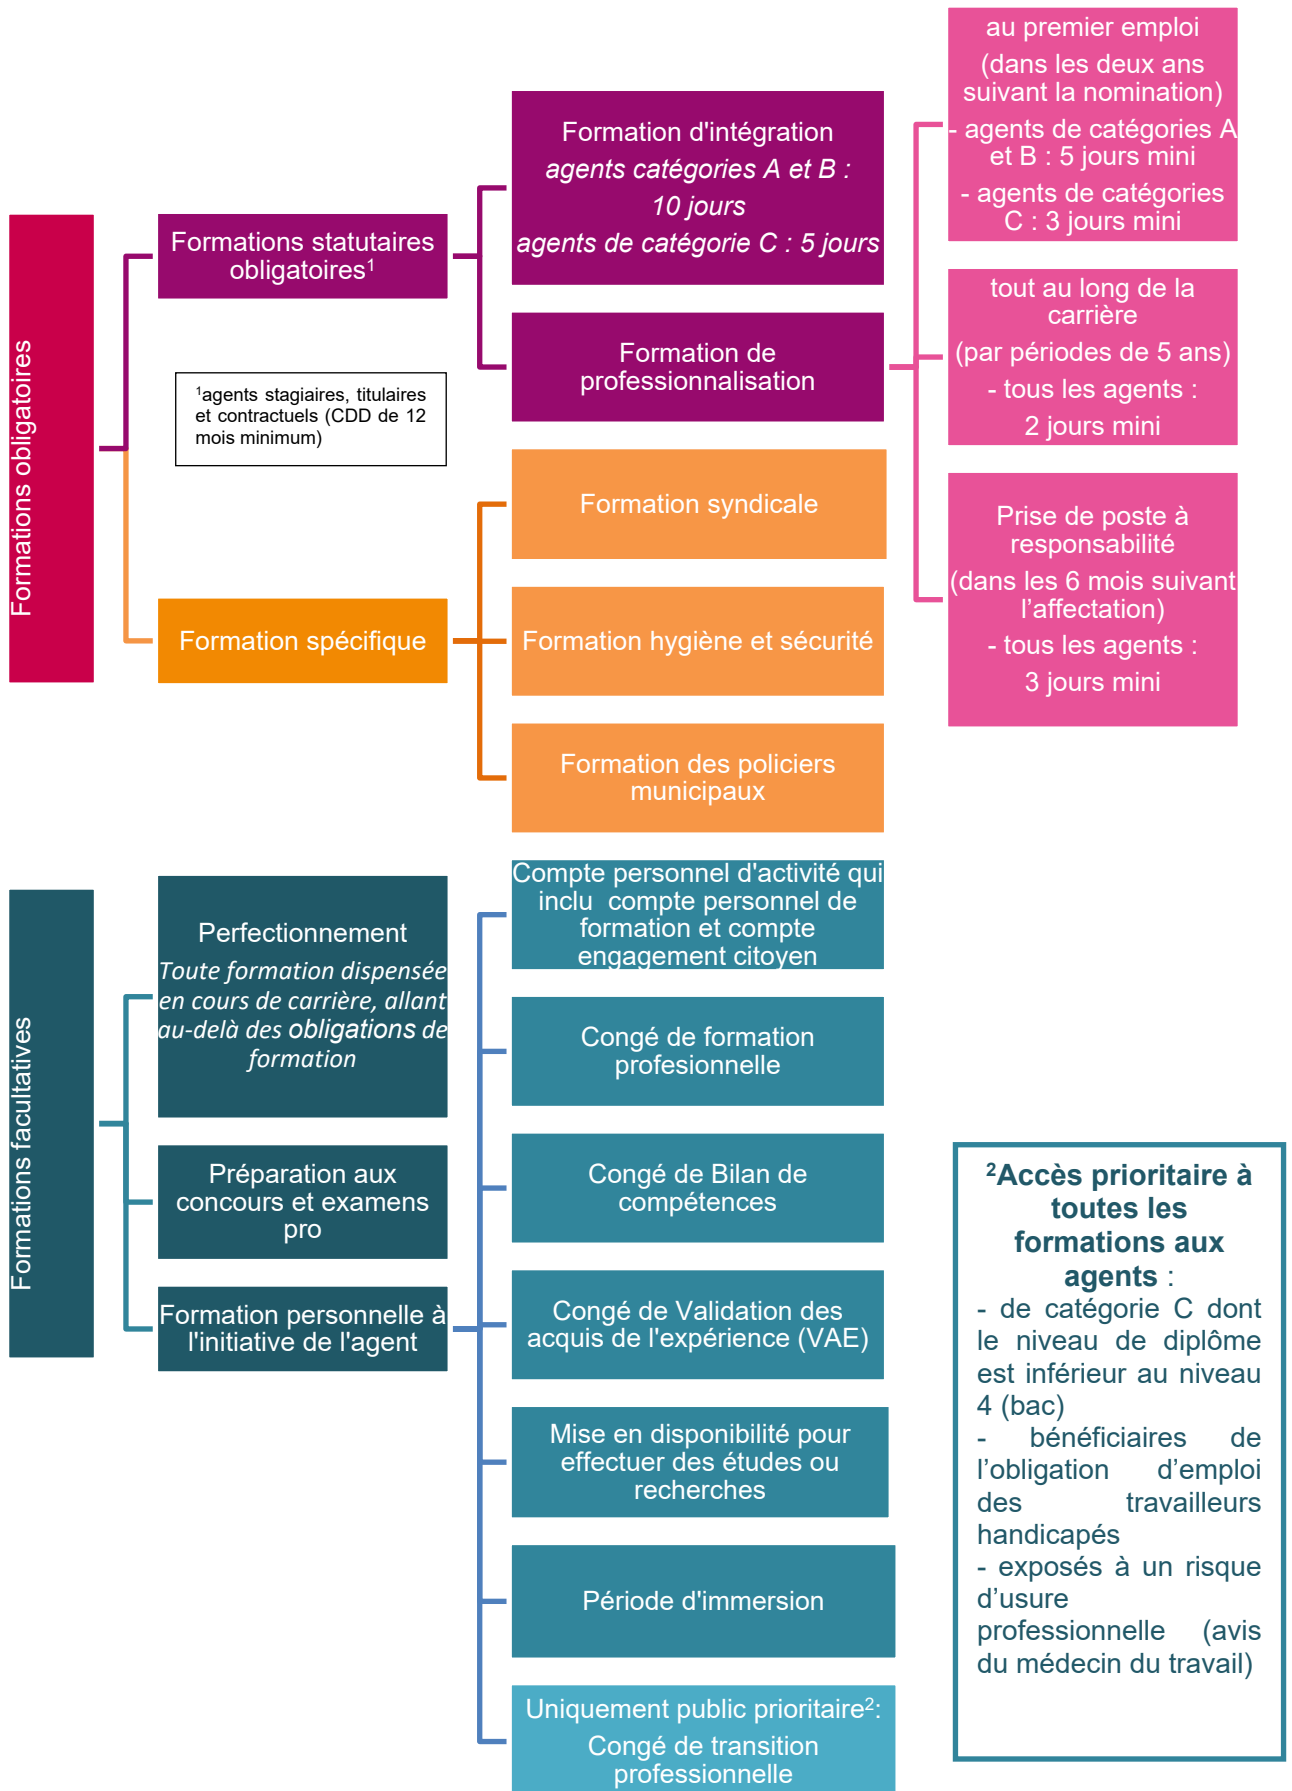 Formations obligatoires
Formations statutaires
obligatoires¹
¹agents stagiaires, titulaires
et contractuels (CDD de 12
mois minimum)
Formation d'intégration
agents catégories A et B :
10 jours
agents de catégorie C : 5 jours
Formation de
professionnalisation
au premier emploi
(dans les deux ans
suivant la nomination)
- agents de catégories A
et B : 5 jours mini
- agents de catégories
C : 3 jours mini
tout au long de la
carrière
(par périodes de 5 ans)
- tous les agents :
2 jours mini
Prise de poste à
responsabilité
(dans les 6 mois suivant
l’affectation)
- tous les agents :
3 jours mini
Formation spécifique
Formation syndicale
Formation hygiène et sécurité
Formation des policiers
municipaux
Formations facultatives
Perfectionnement
Toute formation dispensée
en cours de carrière, allant
au-delà des obligations de
formation
Préparation aux
concours et examens
pro
Formation personnelle à
l'initiative de l'agent
Compte personnel d'activité qui
inclu compte personnel de
formation et compte
engagement citoyen
Congé de formation
profesionnelle
Congé de Bilan de
compétences
Congé de Validation des
acquis de l'expérience (VAE)
Mise en disponibilité pour
effectuer des études ou
recherches
Période d'immersion
Uniquement public prioritaire²:
Congé de transition
professionnelle
²Accès prioritaire à
toutes les
formations aux
agents :
- de catégorie C dont
le niveau de diplôme
est inférieur au niveau
4 (bac)
- bénéficiaires de
l’obligation d’emploi
des travailleurs
handicapés
- exposés à un risque
d’usure
professionnelle (avis
du médecin du travail)